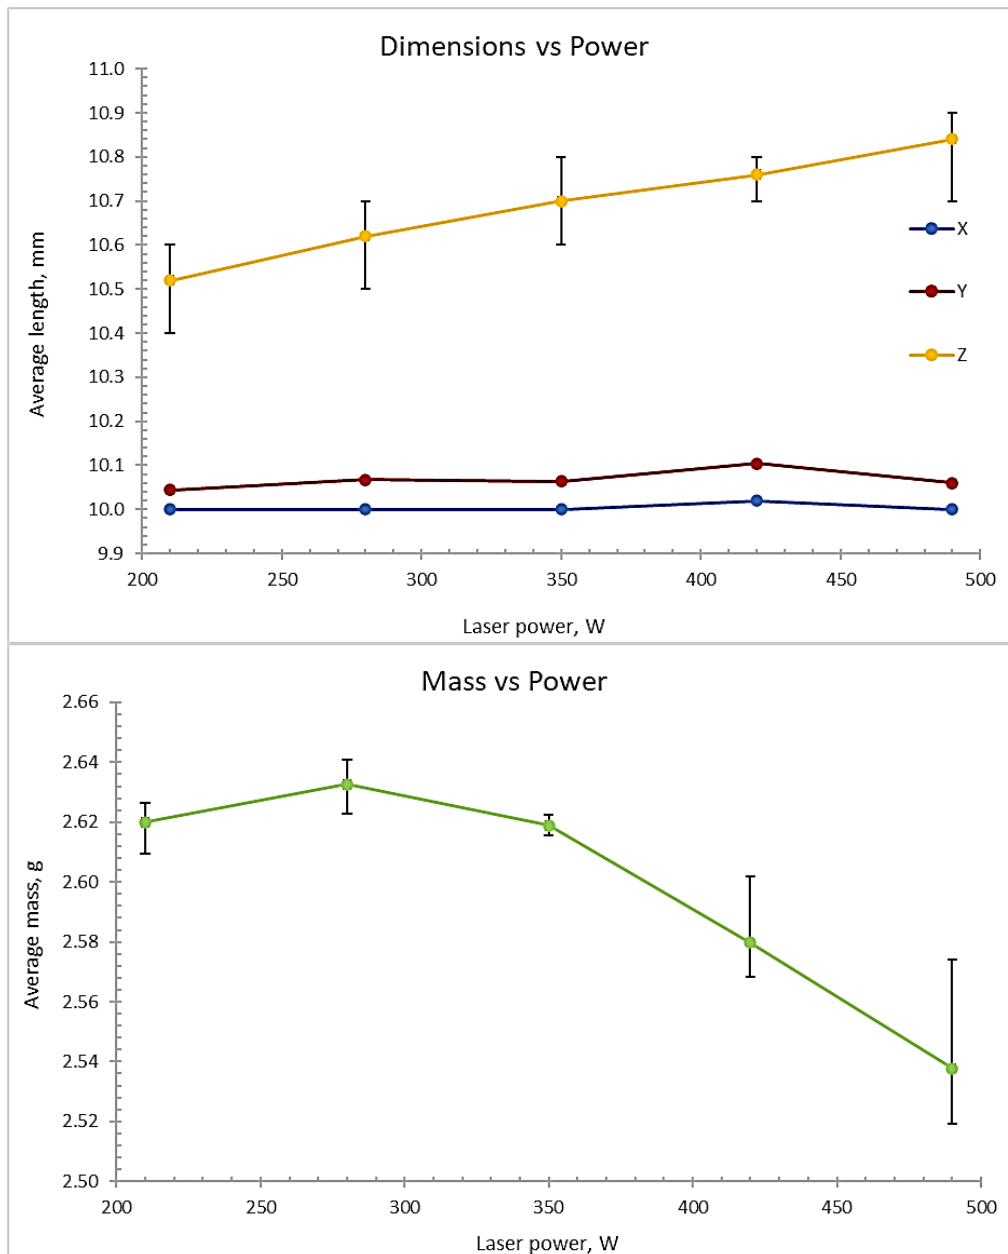 Dimensions vs Power
11.0
10.9
10.8
10.7
10.6
10.5
10.4
10.3
10.2
10.1
10.0
9.9
Average length, mm
X
Y
Z
200 250 300 350 400 450 500
Laser power, W
Mass vs Power
2.66
2.64
2.62
2.60
2.58
2.56
2.54
2.52
2.50
Average mass, g
200 250 300 350 400 450 500
Laser power, W